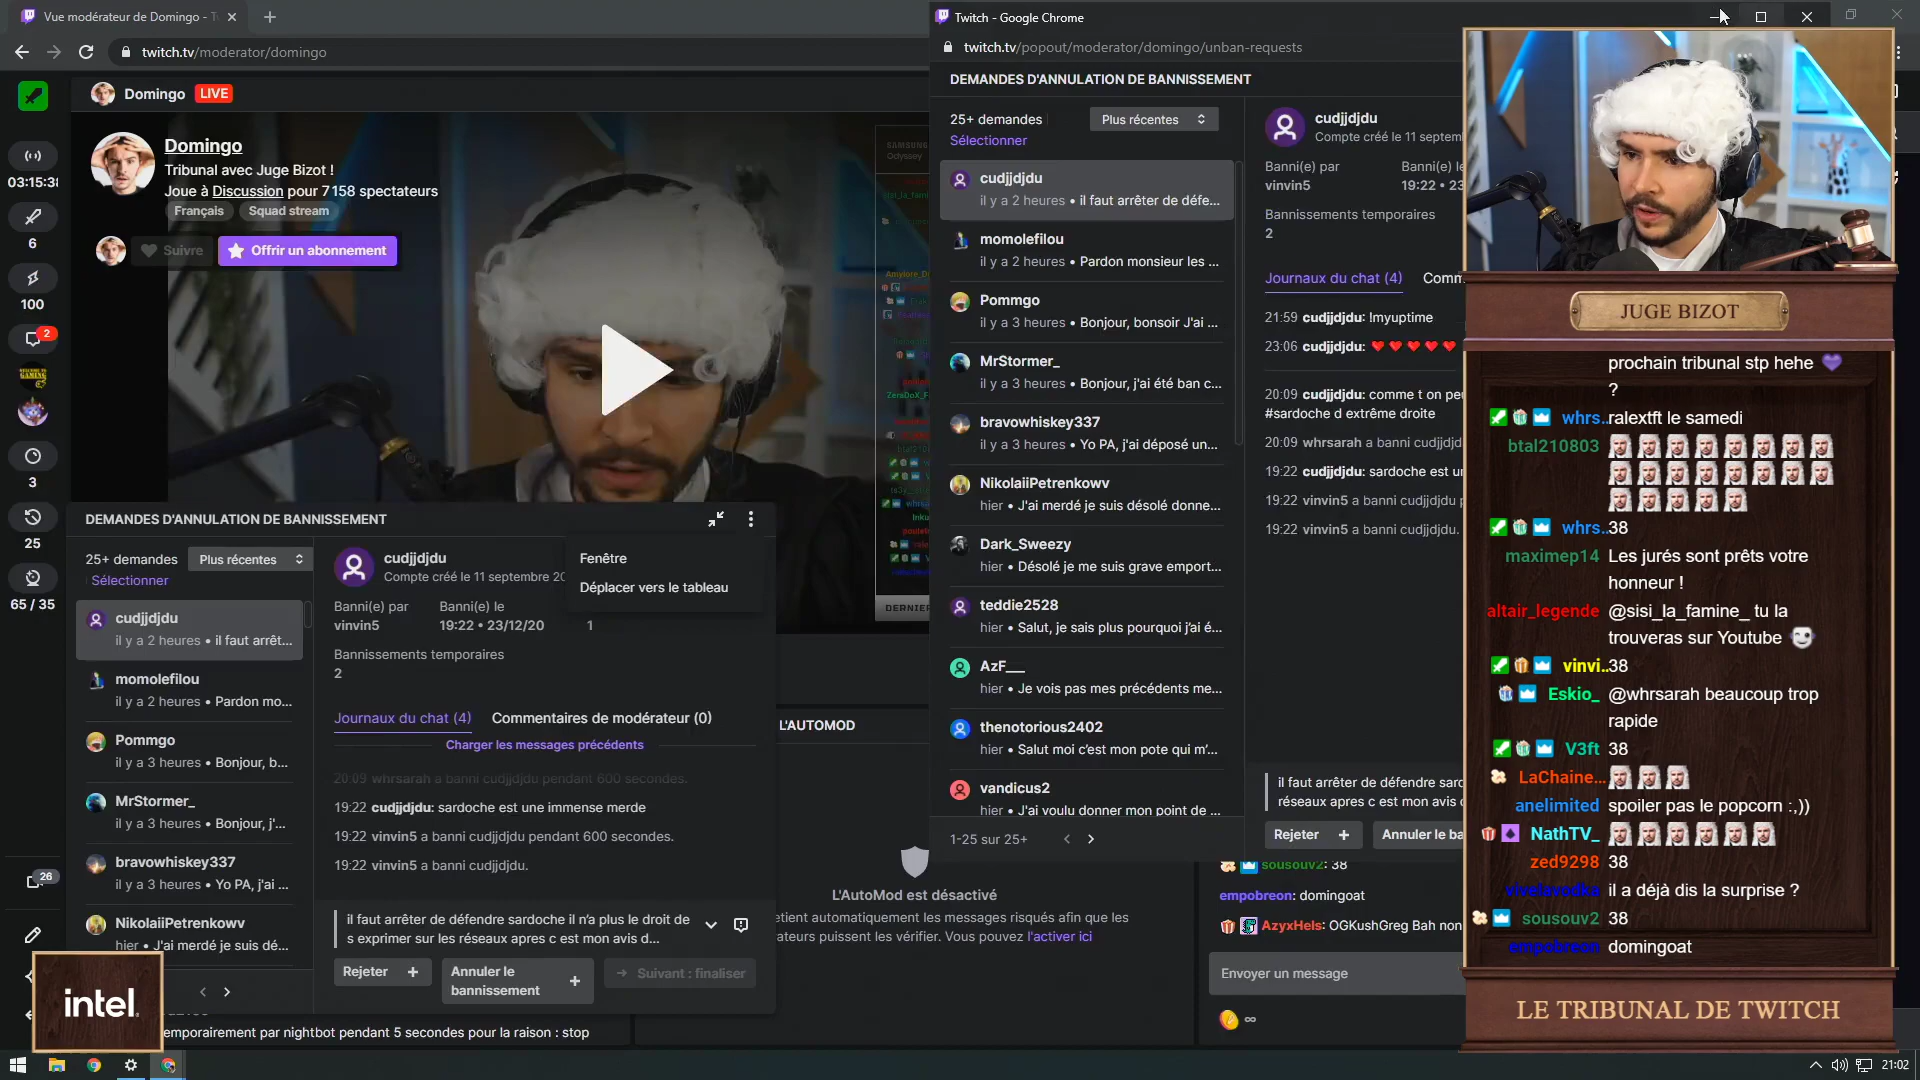 Vue modérateur de Domingo - Tw
twitch.tv/moderator/domingo
Domingo LIVE
Domingo
Tribunal avec Juge Bizot !
Joue à Discussion pour 7 158 spectateurs
Français Squad stream
Suivre Offrir un abonnement
03:15:38
6
100
2
3
25
65 / 35
26
SAMSUNG
Odyssey
DERNIER
DEMANDES D'ANNULATION DE BANNISSEMENT
25+ demandes Plus récentes
Sélectionner
cudjjdjdu
il y a 2 heures • il faut arrêt...
momolefilou
il y a 2 heures • Pardon mo...
Pommgo
il y a 3 heures • Bonjour, b...
MrStormer_
il y a 3 heures • Bonjour, j'...
bravowhiskey337
il y a 3 heures • Yo PA, j'ai ...
NikolaiiPetrenkowv
hier • J'ai merdé je suis dé...
cudjjdjdu
Compte créé le 11 septembre 20
Fenêtre
Déplacer vers le tableau
Banni(e) par Banni(e) le
vinvin5 19:22 • 23/12/20 1
Bannissements temporaires
2
Journaux du chat (4) Commentaires de modérateur (0)
Charger les messages précédents
20:09 whrsarah a banni cudjjdjdu pendant 600 secondes.
19:22 cudjjdjdu: sardoche est une immense merde
19:22 vinvin5 a banni cudjjdjdu pendant 600 secondes.
19:22 vinvin5 a banni cudjjdjdu.
il faut arrêter de défendre sardoche il n'a plus le droit de
s exprimer sur les réseaux apres c est mon avis d...
Rejeter + Annuler le bannissement + Suivant : finaliser
intel.
emporairement par nightbot pendant 5 secondes pour la raison : stop
L'AUTOMOD
L'AutoMod est désactivé
etient automatiquement les messages risqués afin que les
rateurs puissent les vérifier. Vous pouvez l'activer ici
Twitch - Google Chrome
twitch.tv/popout/moderator/domingo/unban-requests
DEMANDES D'ANNULATION DE BANNISSEMENT
25+ demandes Plus récentes
Sélectionner
cudjjdjdu
il y a 2 heures • il faut arrêter de défe...
momolefilou
il y a 2 heures • Pardon monsieur les ...
Pommgo
il y a 3 heures • Bonjour, bonsoir J'ai ...
MrStormer_
il y a 3 heures • Bonjour, j'ai été ban c...
bravowhiskey337
il y a 3 heures • Yo PA, j'ai déposé un...
NikolaiiPetrenkowv
hier • J'ai merdé je suis désolé donne...
Dark_Sweezy
hier • Désolé je me suis grave emport...
teddie2528
hier • Salut, je sais plus pourquoi j'ai é...
AzF___
hier • Je vois pas mes précédents me...
thenotorious2402
hier • Salut moi c'est mon pote qui m'...
vandicus2
hier • J'ai voulu donner mon point de ...
1-25 sur 25+
cudjjdjdu
Compte créé le 11 septem
Banni(e) par Banni(e) le
vinvin5 19:22 • 23
Bannissements temporaires
2
Journaux du chat (4) Comm
21:59 cudjjdjdu: !myuptime
23:06 cudjjdjdu:
20:09 cudjjdjdu: comme t on peu
#sardoche d extrême droite
20:09 whrsarah a banni cudjjdjd
19:22 cudjjdjdu: sardoche est un
19:22 vinvin5 a banni cudjjdjdu p
19:22 vinvin5 a banni cudjjdjdu.
il faut arrêter de défendre sard
réseaux apres c est mon avis d
Rejeter + Annuler le ba
sousouv2: 38
empobreon: domingoat
AzyxHels: OGKushGreg Bah non
Envoyer un message
∞
JUGE BIZOT
prochain tribunal stp hehe
?
whrs..ralextft le samedi
btal210803
whrs..38
maximep14 Les jurés sont prêts votre
honneur !
altair_legende @sisi_la_famine_ tu la
trouveras sur Youtube
vinvi..38
Eskio_ @whrsarah beaucoup trop
rapide
V3ft 38
LaChaine...
anelimited spoiler pas le popcorn :,))
NathTV_
zed9298 38
vivelavodka il a déjà dis la surprise ?
sousouv2 38
empobreon domingoat
LE TRIBUNAL DE TWITCH
21:02